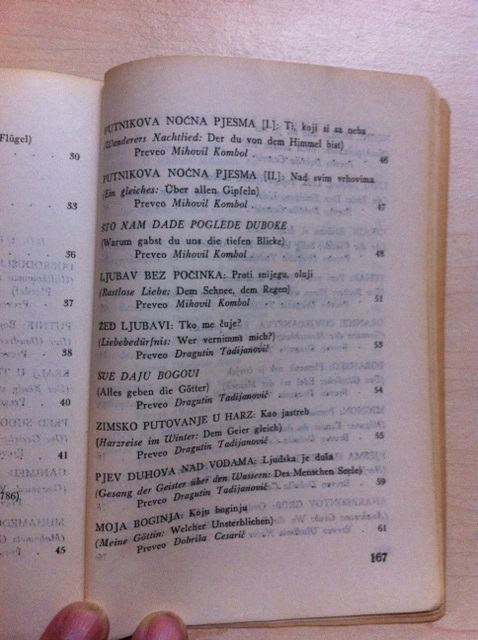 Flügel)
30
33
36
37
38
40
41
786)
45
PUTNIKOVA NOĆNA PJESMA [I.]: Ti, koji si sa neba
(Wanderers Nachtlied: Der du von dem Himmel bist)
Preveo Mihovil Kombol . . . 46
PUTNIKOVA NOĆNA PJESMA [II.]: Nad svim vrhovima
(Ein gleiches: Über allen Gipfeln)
Preveo Mihovil Kombol . . . 47
ŠTO NAM DADE POGLEDE DUBOKE
(Warum gabst du uns die tiefen Blicke)
Preveo Mihovil Kombol . . . 48
LJUBAV BEZ POČINKA: Proti snijegu, oluji
(Rastlose Liebe: Dem Schnee, dem Regen)
Preveo Mihovil Kombol . . . 51
ŽEĐ LJUBAVI: Tko me čuje?
(Liebebedürfnis: Wer vernimmt mich?)
Preveo Dragutin Tadijanović . . . 53
SVE DAJU BOGOVI
(Alles geben die Götter)
Preveo Dragutin Tadijanović . . . 54
ZIMSKO PUTOVANJE U HARZ: Kao jastreb
(Harzreise im Winter: Dem Geier gleich)
Preveo Dragutin Tadijanović . . . 55
PJEV DUHOVA NAD VODAMA: Ljudska je duša
(Gesang der Geister über den Wassern: Des Menschen Seele)
Preveo Dragutin Tadijanović . . . 59
MOJA BOGINJA: Koju boginju
(Meine Göttin: Welcher Unsterblichen)
Preveo Dobriša Cesarić . . . 61
167